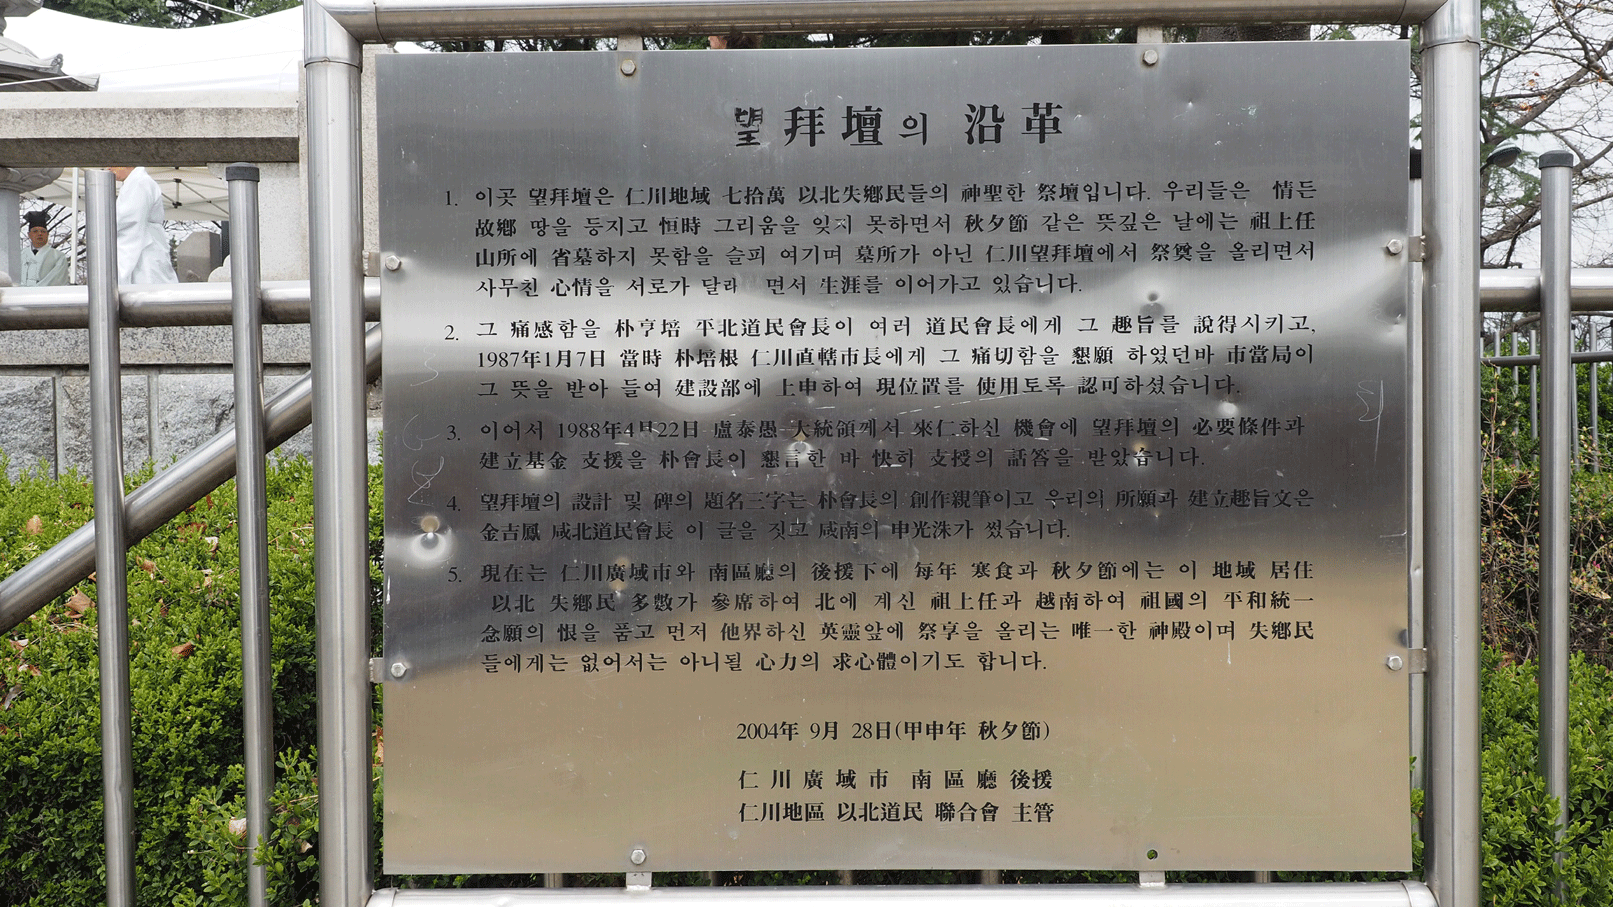 望拜壇의 沿革
1. 이곳 望拜壇은 仁川地域 七拾萬 以北失鄕民들의 神聖한 祭壇입니다. 우리들은 情든
故鄕 땅을 등지고 恒時 그리움을 잊지 못하면서 秋夕節 같은 뜻깊은 날에는 祖上任
山所에 省墓하지 못함을 슬피 여기며 墓所가 아닌 仁川望拜壇에서 祭奠을 올리면서
사무친 心情을 서로가 달래 면서 生涯를 이어가고 있습니다.
2. 그 痛感함을 朴亨培 平北道民會長이 여러 道民會長에게 그 趣旨를 說得시키고,
1987年1月7日 當時 朴培根 仁川直轄市長에게 그 痛切함을 懇願 하였던바 市當局이
그 뜻을 받아 들여 建設部에 上申하여 現位置를 使用토록 認可하셨습니다.
3. 이어서 1988年4月22日 盧泰愚 大統領께서 來仁하신 機會에 望拜壇의 必要條件과
建立基金 支援을 朴會長이 懇言한 바 快히 支授의 話答을 받았습니다.
4. 望拜壇의 設計 및 碑의 題名三字는 朴會長의 創作親筆이고 우리의 所願과 建立趣旨文은
金吉鳳 咸北道民會長 이 글을 짓고 咸南의 申光洙가 썼습니다.
5. 現在는 仁川廣域市와 南區廳의 後援下에 每年 寒食과 秋夕節에는 이 地域 居住
以北 失鄕民 多數가 參席하여 北에 계신 祖上任과 越南하여 祖國의 平和統一
念願의 恨을 품고 먼저 他界하신 英靈앞에 祭享을 올리는 唯一한 神殿이며 失鄕民
들에게는 없어서는 아니될 心力의 求心體이기도 합니다.
2004年 9月 28日(甲申年 秋夕節)
仁川廣域市 南區廳 後援
仁川地區 以北道民 聯合會 主管